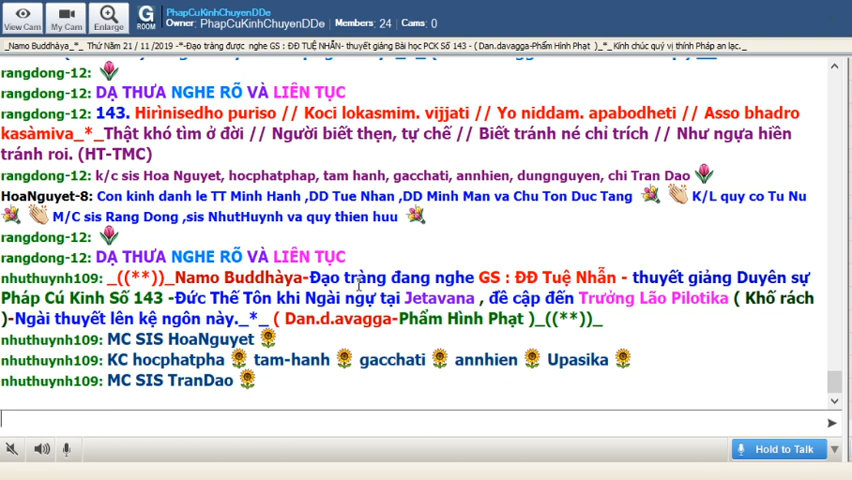 View Cam
My Cam
Enlarge
G
ROOM
PhapCuKinhChuyenDDe
Owner: PhapCuKinhChuyenDDe Members: 24 Cams: 0
_Namo Buddhàya_*_ Thứ Năm 21 / 11 /2019 -*-Đạo tràng được nghe GS : ĐĐ TUỆ NHẪN- thuyết giảng Bài học PCK Số 143 - ( Dan.davagga-Phẩm Hình Phạt )_*_Kính chúc quý vị thính Pháp an lạc._
rangdong-12:
rangdong-12: DẠ THƯA NGHE RÕ VÀ LIÊN TỤC
rangdong-12: 143. Hirìnisedho puriso // Koci lokasmim. vijjati // Yo niddam. apabodheti // Asso bhadro
kasàmiva_*_Thật khó tìm ở đời // Người biết thẹn, tự chế // Biết tránh né chỉ trích // Như ngựa hiền
tránh roi. (HT-TMC)
rangdong-12: k/c sis Hoa Nguyet, hocphatphap, tam hanh, gacchati, annhien, dungnguyen, chi Tran Dao
HoaNguyet-8: Con kinh danh le TT Minh Hanh ,DD Tue Nhan ,DD Minh Man va Chu Ton Duc Tang K/L quy co Tu Nu
M/C sis Rang Dong ,sis NhutHuynh va quy thien huu
rangdong-12:
rangdong-12: DẠ THƯA NGHE RÕ VÀ LIÊN TỤC
nhuthuynh109: _((**))_Namo Buddhàya-Đạo tràng đang nghe GS : ĐĐ Tuệ Nhẫn - thuyết giảng Duyên sự
Pháp Cú Kinh Số 143 -Đức Thế Tôn khi Ngài ngự tại Jetavana , đề cập đến Trưởng Lão Pilotika ( Khố rách
)-Ngài thuyết lên kệ ngôn này._*_ ( Dan.d.avagga-Phẩm Hình Phạt )_((**))_
nhuthuynh109: MC SIS HoaNguyet
nhuthuynh109: KC hocphatpha tam-hanh gacchati annhien Upasika
nhuthuynh109: MC SIS TranDao
Hold to Talk